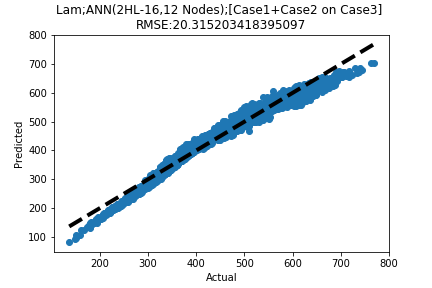 Lam;ANN(2HL-16,12 Nodes);[Case1+Case2 on Case3]
RMSE:20.315203418395097
800
700
600
500
400
300
200
100
Predicted
200 300 400 500 600 700 800
Actual